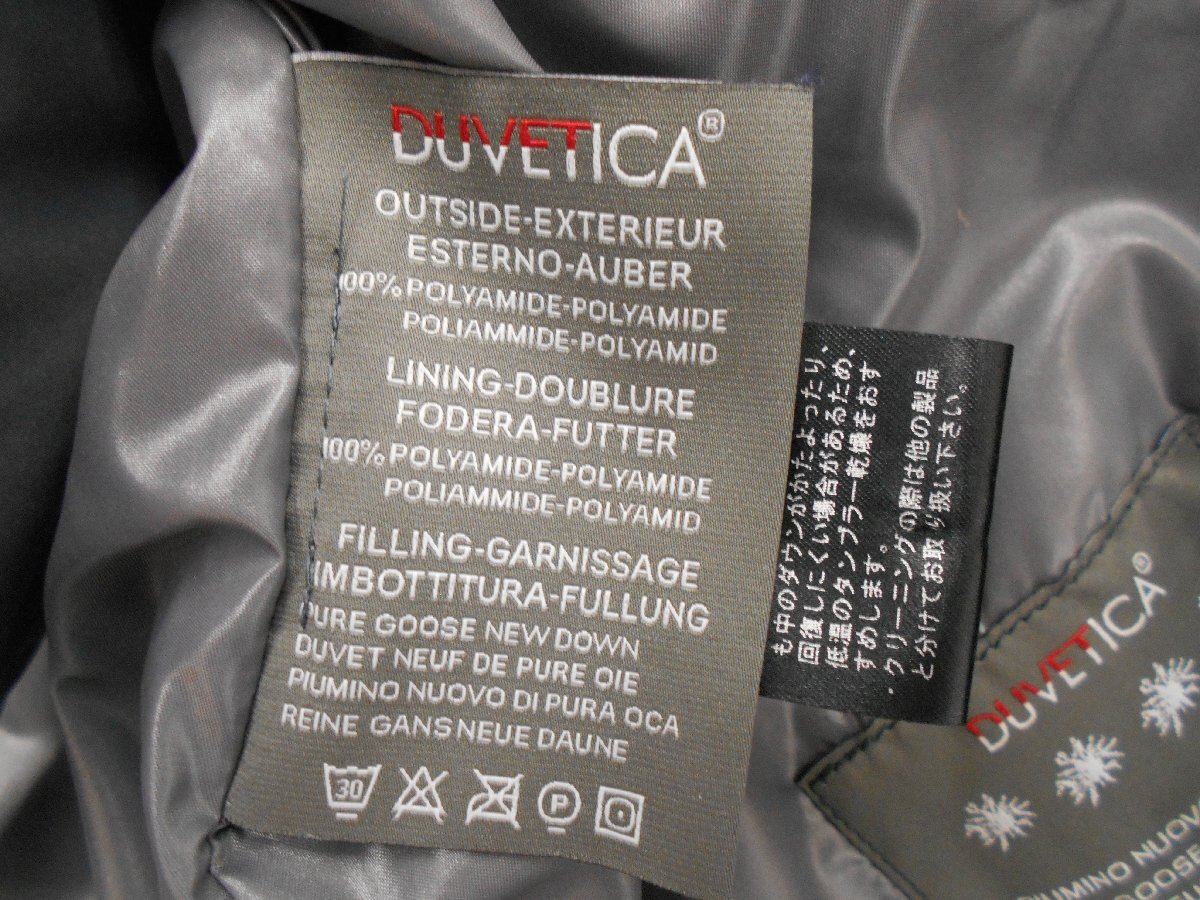 DUVETICA®
OUTSIDE-EXTERIEUR
ESTERNO-AUBER
100% POLYAMIDE-POLYAMIDE
POLIAMMIDE-POLYAMID
LINING-DOUBLURE
FODERA-FUTTER
100% POLYAMIDE-POLYAMIDE
POLIAMMIDE-POLYAMID
FILLING-GARNISSAGE
IMBOTTITURA-FULLUNG
PURE GOOSE NEW DOWN
DUVET NEUF DE PURE OIE
PIUMINO NUOVO DI PURA OCA
REINE GANS NEUE DAUNE
30
P
も中のダウンがかたよったり、
回復しにくい場合があるため、
低温のタンブラー乾燥をおす
すめします。
・クリーニングの際は他の製品
と分けてお取り扱い下さい。
DUVETICA®
PIUMINO NUOV
GOOSE